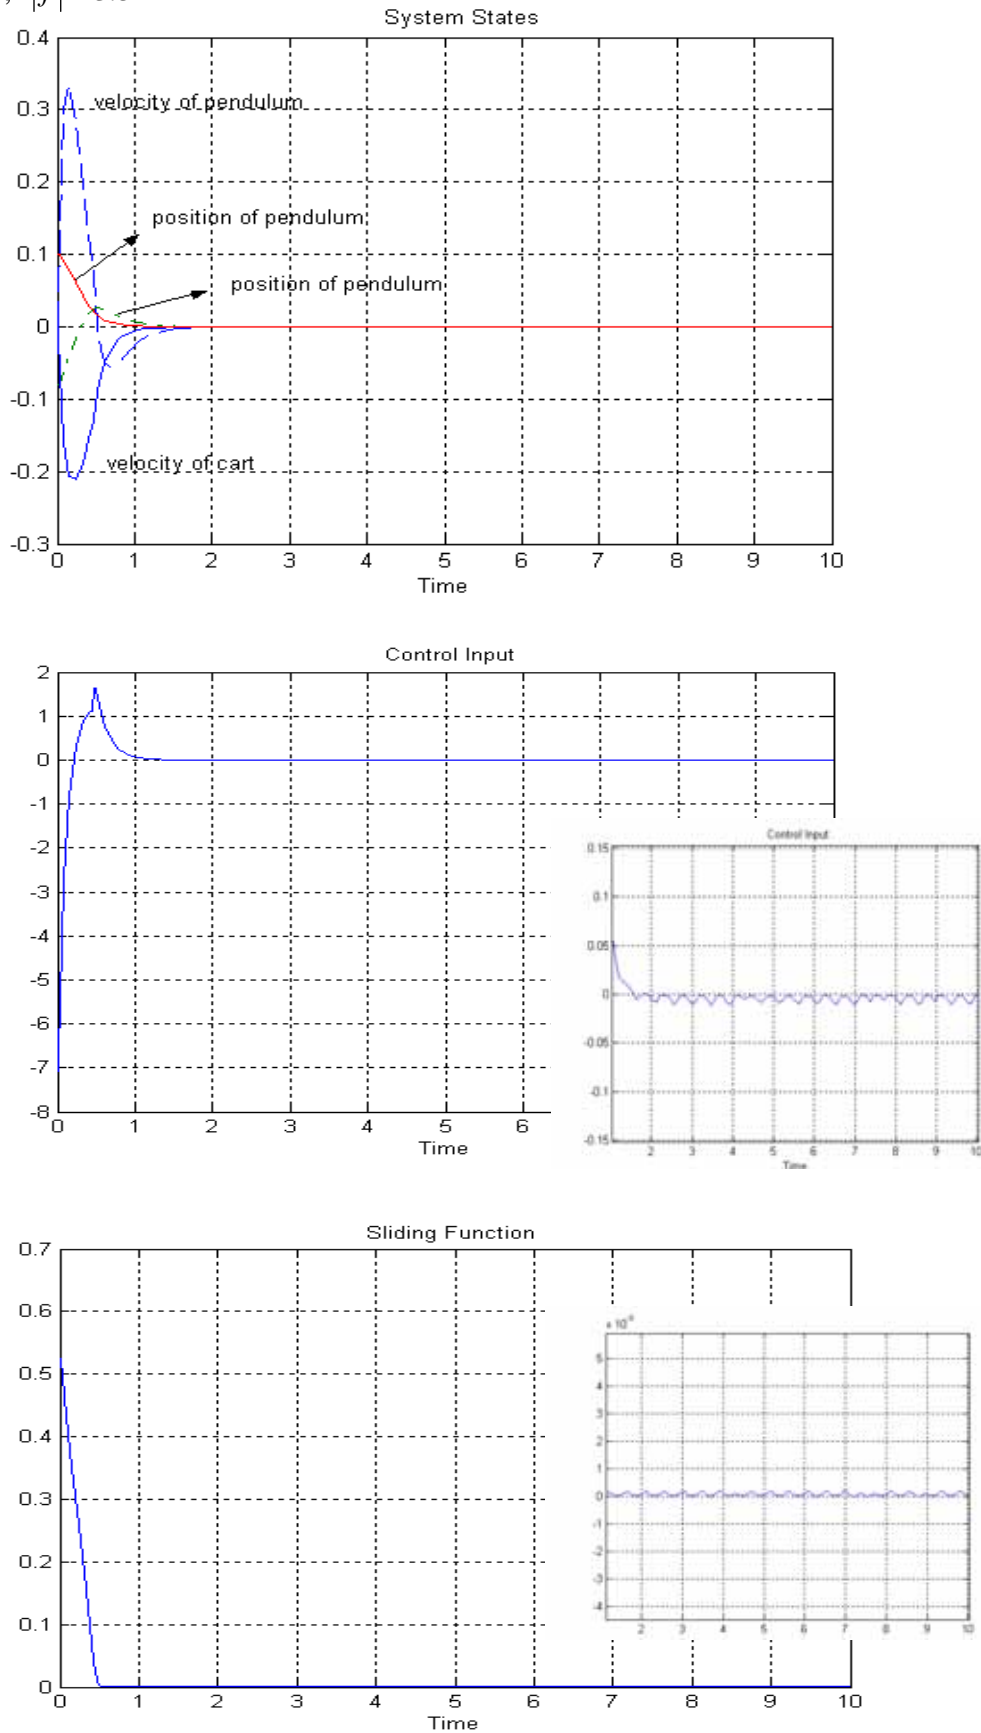 System States
0.4
velocity of pendulum
0.3
0.2
position of pendulum
0.1
position of pendulum
0
-0.1
velocity of cart
-0.2
-0.3
0 1 2 3 4 5 6 7 8 9 10
Time
Control Input
2
1
0
-1
-2
-3
-4
-5
-6
-7
-8
0 1 2 3 4 5 6
Time
Control Input
0.15
0.1
0.05
0
-0.05
-0.1
-0.15
2 3 4 5 6 7 8 9 10
Time
Sliding Function
0.7
0.6
0.5
0.4
0.3
0.2
0.1
0
0 1 2 3 4 5 6 7 8 9 10
Time
5
4
3
2
1
0
-1
-2
-3
-4
2 3 4 5 6 7 8 9 10